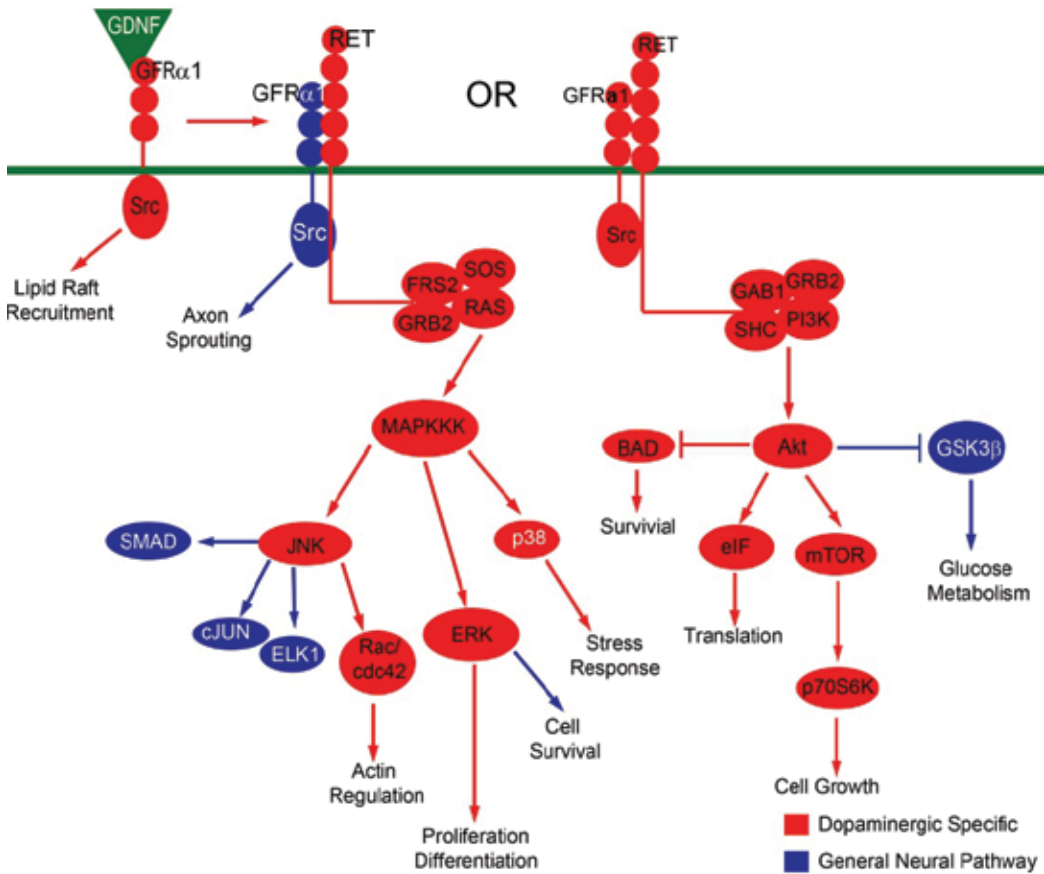 GDNF
GFRα1
RET
GFRα1
OR
RET
GFRa1
Src
Src
Src
Lipid Raft
Recruitment
Axon
Sprouting
FRS2
SOS
GRB2
RAS
GAB1
GRB2
SHC
PI3K
MAPKKK
BAD
Akt
GSK3β
SMAD
JNK
p38
Survivial
eIF
mTOR
Glucose
Metabolism
cJUN
ELK1
Rac/
cdc42
ERK
Stress
Response
Translation
p70S6K
Cell
Survival
Actin
Regulation
Cell Growth
Proliferation
Differentiation
Dopaminergic Specific
General Neural Pathway